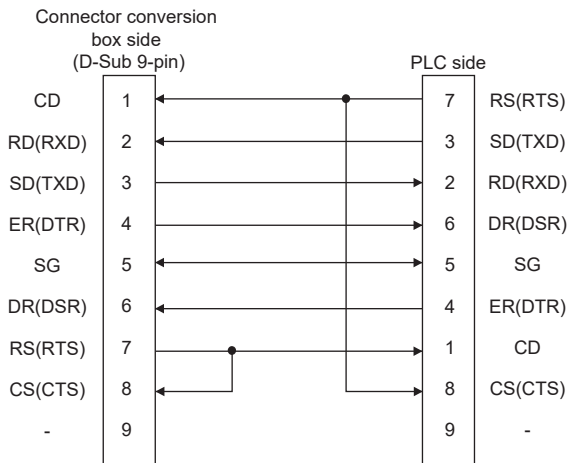 Connector conversion
box side
(D-Sub 9-pin)
PLC side
CD 1 7 RS(RTS)
RD(RXD) 2 3 SD(TXD)
SD(TXD) 3 2 RD(RXD)
ER(DTR) 4 6 DR(DSR)
SG 5 5 SG
DR(DSR) 6 4 ER(DTR)
RS(RTS) 7 1 CD
CS(CTS) 8 8 CS(CTS)
- 9 9 -